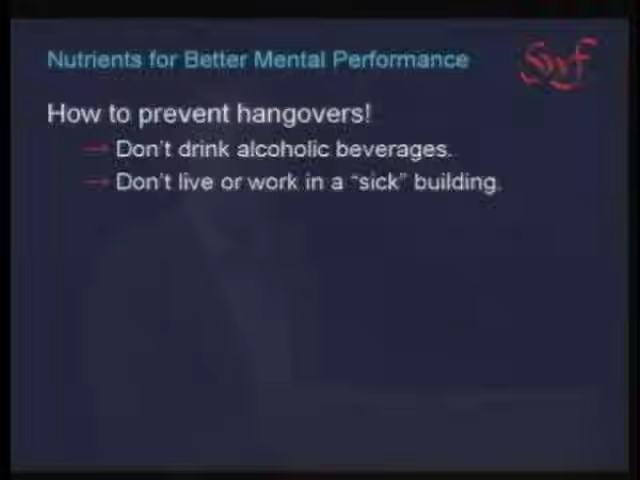 Nutrients for Better Mental Performance
How to prevent hangovers!
→ Don't drink alcoholic beverages.
→ Don't live or work in a "sick" building.